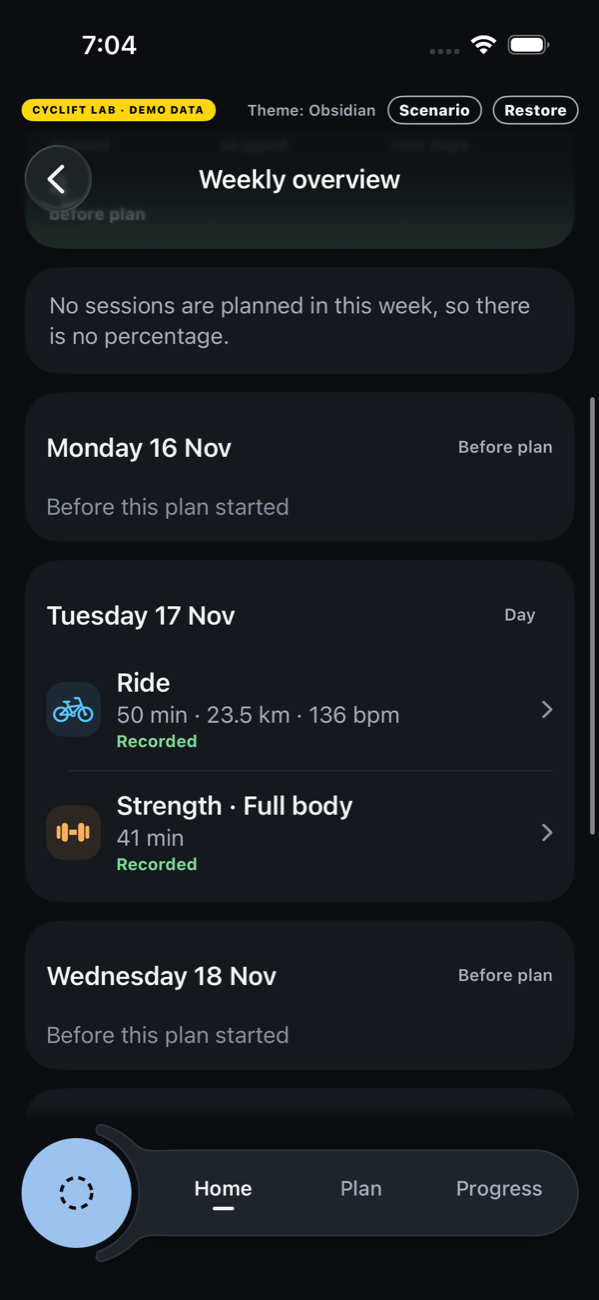 7:04
CYCLIFT LAB · DEMO DATA
Theme: Obsidian
Scenario
Restore
skipped
rest days
Weekly overview
before plan
No sessions are planned in this week, so there
is no percentage.
Monday 16 Nov
Before plan
Before this plan started
Tuesday 17 Nov
Day
Ride
50 min · 23.5 km · 136 bpm
Recorded
Strength · Full body
41 min
Recorded
Wednesday 18 Nov
Before plan
Before this plan started
Home
Plan
Progress